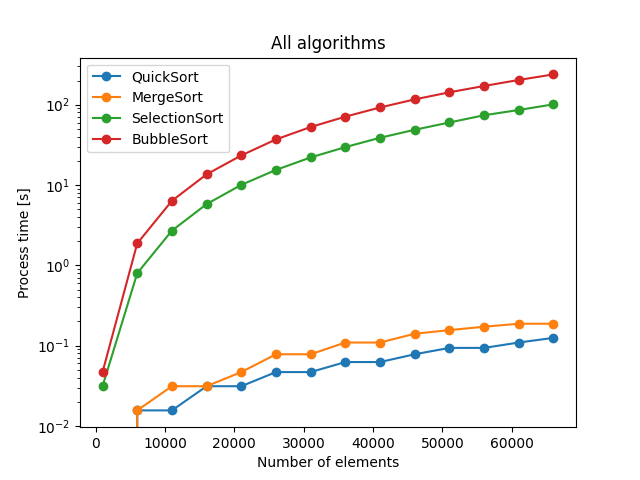 All algorithms
QuickSort
MergeSort
SelectionSort
BubbleSort
Process time [s]
10²
10¹
10⁰
10⁻¹
10⁻²
0 10000 20000 30000 40000 50000 60000
Number of elements